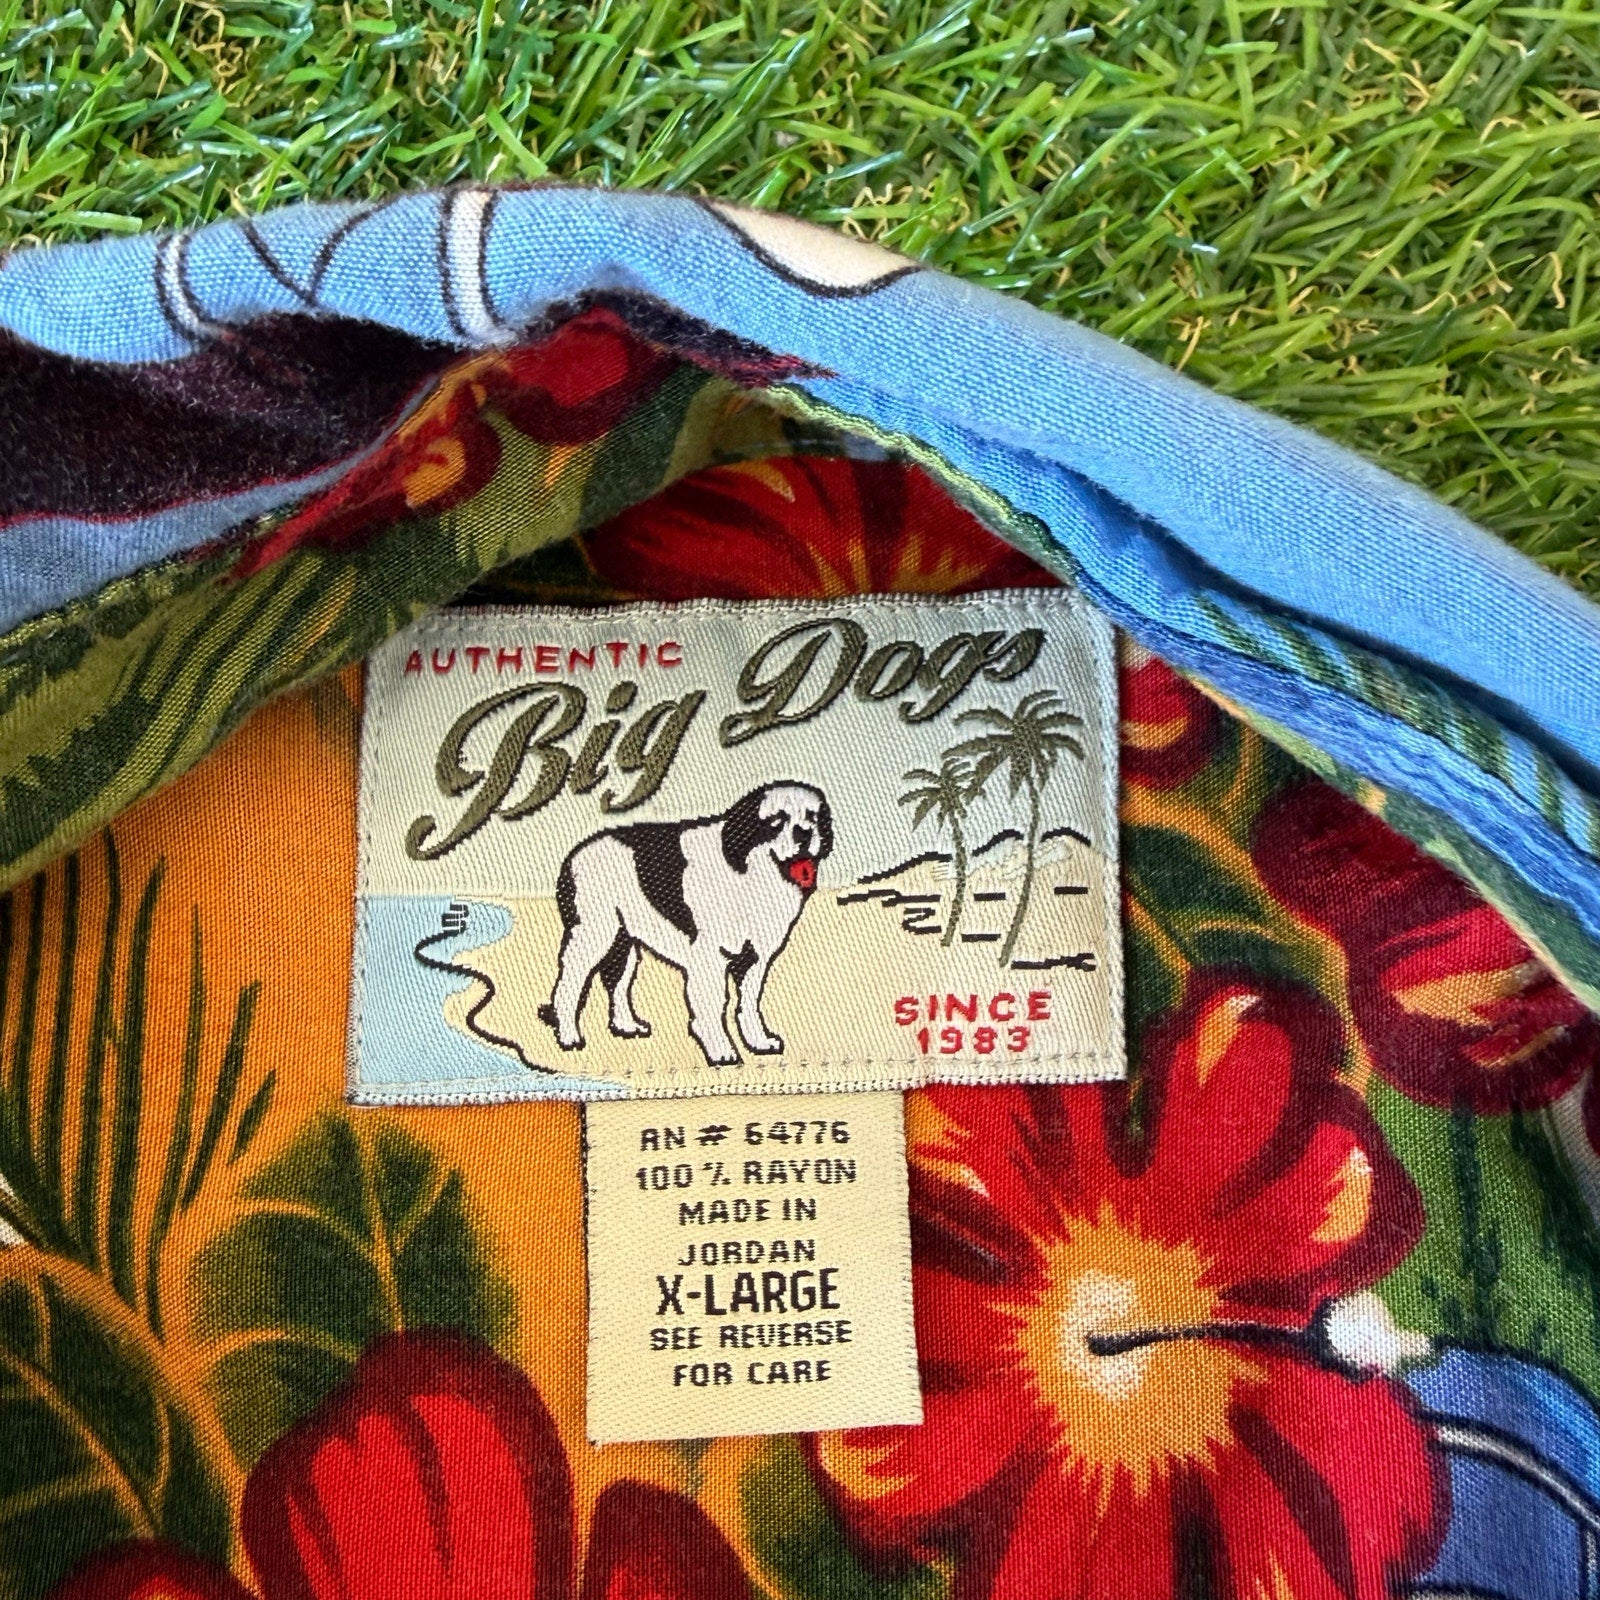 AUTHENTIC
Big Dogs
SINCE
1983
RN # 64776
100% RAYON
MADE IN
JORDAN
X-LARGE
SEE REVERSE
FOR CARE